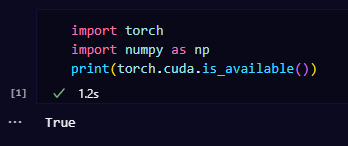 import torch
import numpy as np
print(torch.cuda.is_available())
[1] 1.2s
... True